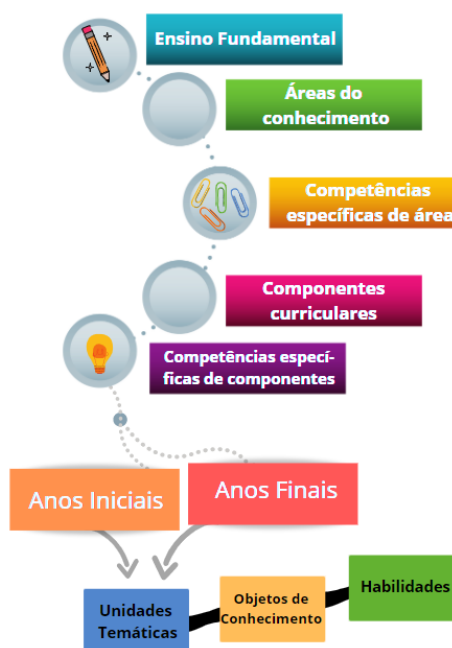 Ensino Fundamental
Áreas do
conhecimento
Competências
específicas de área
Componentes
curriculares
Competências especí-
ficas de componentes
Anos Iniciais
Anos Finais
Unidades
Temáticas
Objetos de
Conhecimento
Habilidades